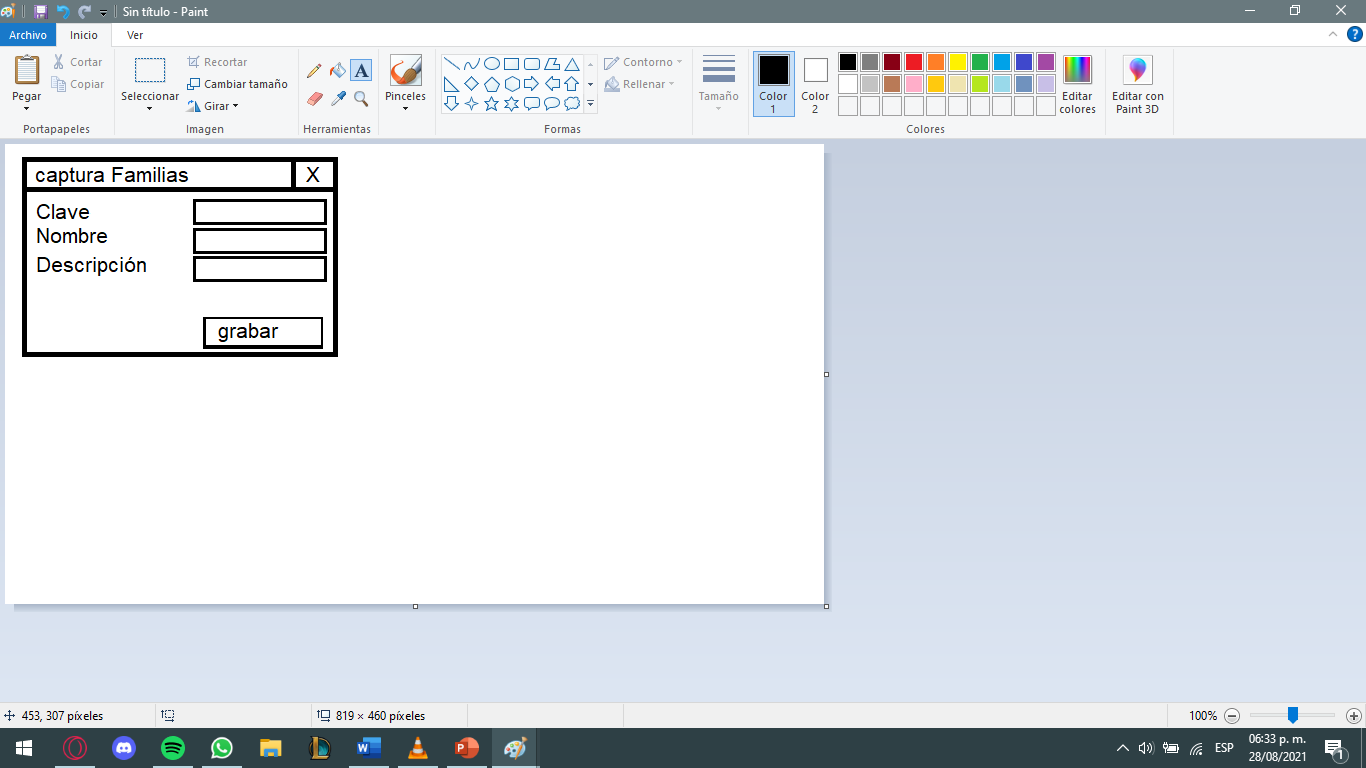 Sin título - Paint
Archivo Inicio Ver
Pegar
Cortar
Copiar
Portapapeles
Seleccionar
Recortar
Cambiar tamaño
Girar
Imagen
A
Herramientas
Pinceles
Contorno
Rellenar
Formas
Tamaño
Color 1
Color 2
Editar colores
Colores
Editar con Paint 3D
captura Familias X
Clave
Nombre
Descripción
grabar
453, 307 píxeles
819 × 460 píxeles
100%
ESP
06:33 p. m.
28/08/2021
1